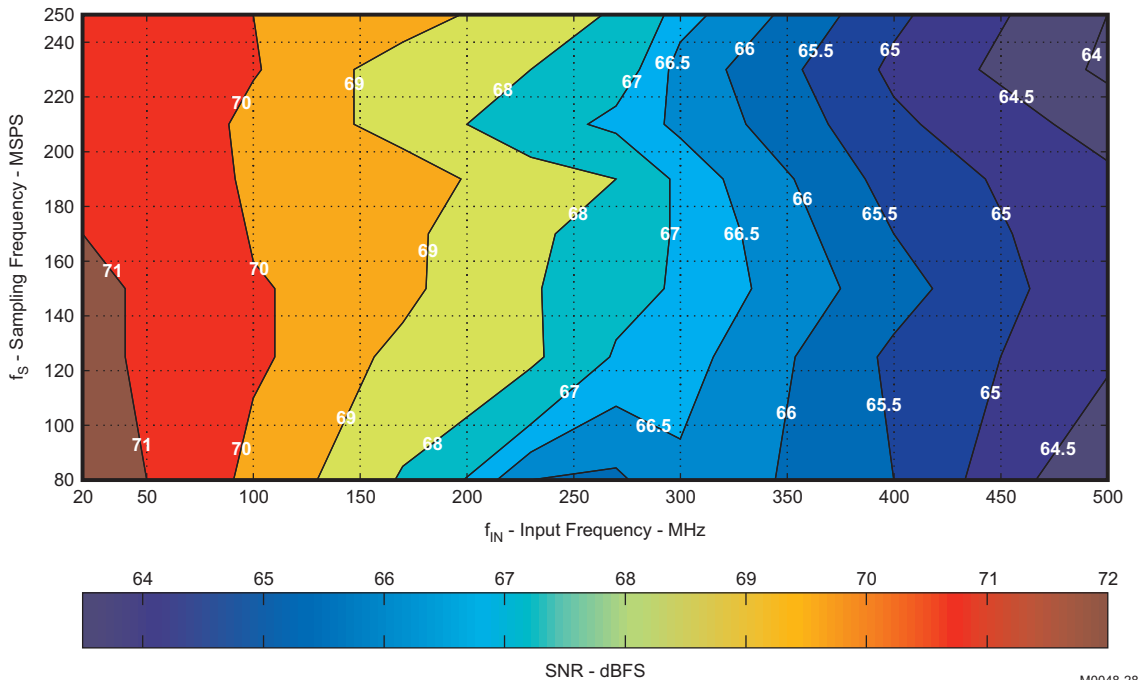 250
240
220
200
180
160
140
120
100
80
f_S - Sampling Frequency - MSPS
66 65.5 65 64
66.5
69 67 68
70 64.5
68 66 65.5 65
69 67 66.5
71 70
67 65 66
69 65.5
71 70 68 66.5 64.5
20 50 100 150 200 250 300 350 400 450 500
f_IN - Input Frequency - MHz
64 65 66 67 68 69 70 71 72
SNR - dBFS